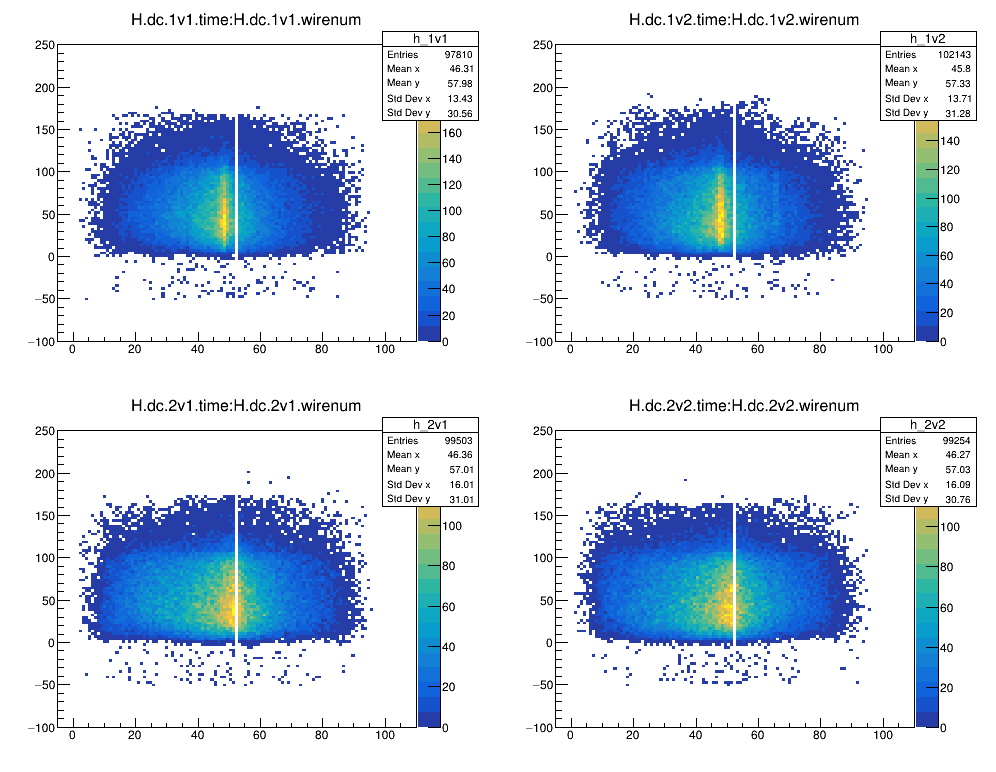 H.dc.1v1.time:H.dc.1v1.wirenum
h_1v1
Entries 97810
Mean x 46.31
Mean y 57.98
Std Dev x 13.43
Std Dev y 30.56
250
200
150
100
50
0
−50
−100
0 20 40 60 80 100
160
140
120
100
80
60
40
20
0
H.dc.1v2.time:H.dc.1v2.wirenum
h_1v2
Entries 102143
Mean x 45.8
Mean y 57.33
Std Dev x 13.71
Std Dev y 31.28
250
200
150
100
50
0
−50
−100
0 20 40 60 80 100
140
120
100
80
60
40
20
0
H.dc.2v1.time:H.dc.2v1.wirenum
h_2v1
Entries 99503
Mean x 46.36
Mean y 57.01
Std Dev x 16.01
Std Dev y 31.01
250
200
150
100
50
0
−50
−100
0 20 40 60 80 100
100
80
60
40
20
0
H.dc.2v2.time:H.dc.2v2.wirenum
h_2v2
Entries 99254
Mean x 46.27
Mean y 57.03
Std Dev x 16.09
Std Dev y 30.76
250
200
150
100
50
0
−50
−100
0 20 40 60 80 100
100
80
60
40
20
0